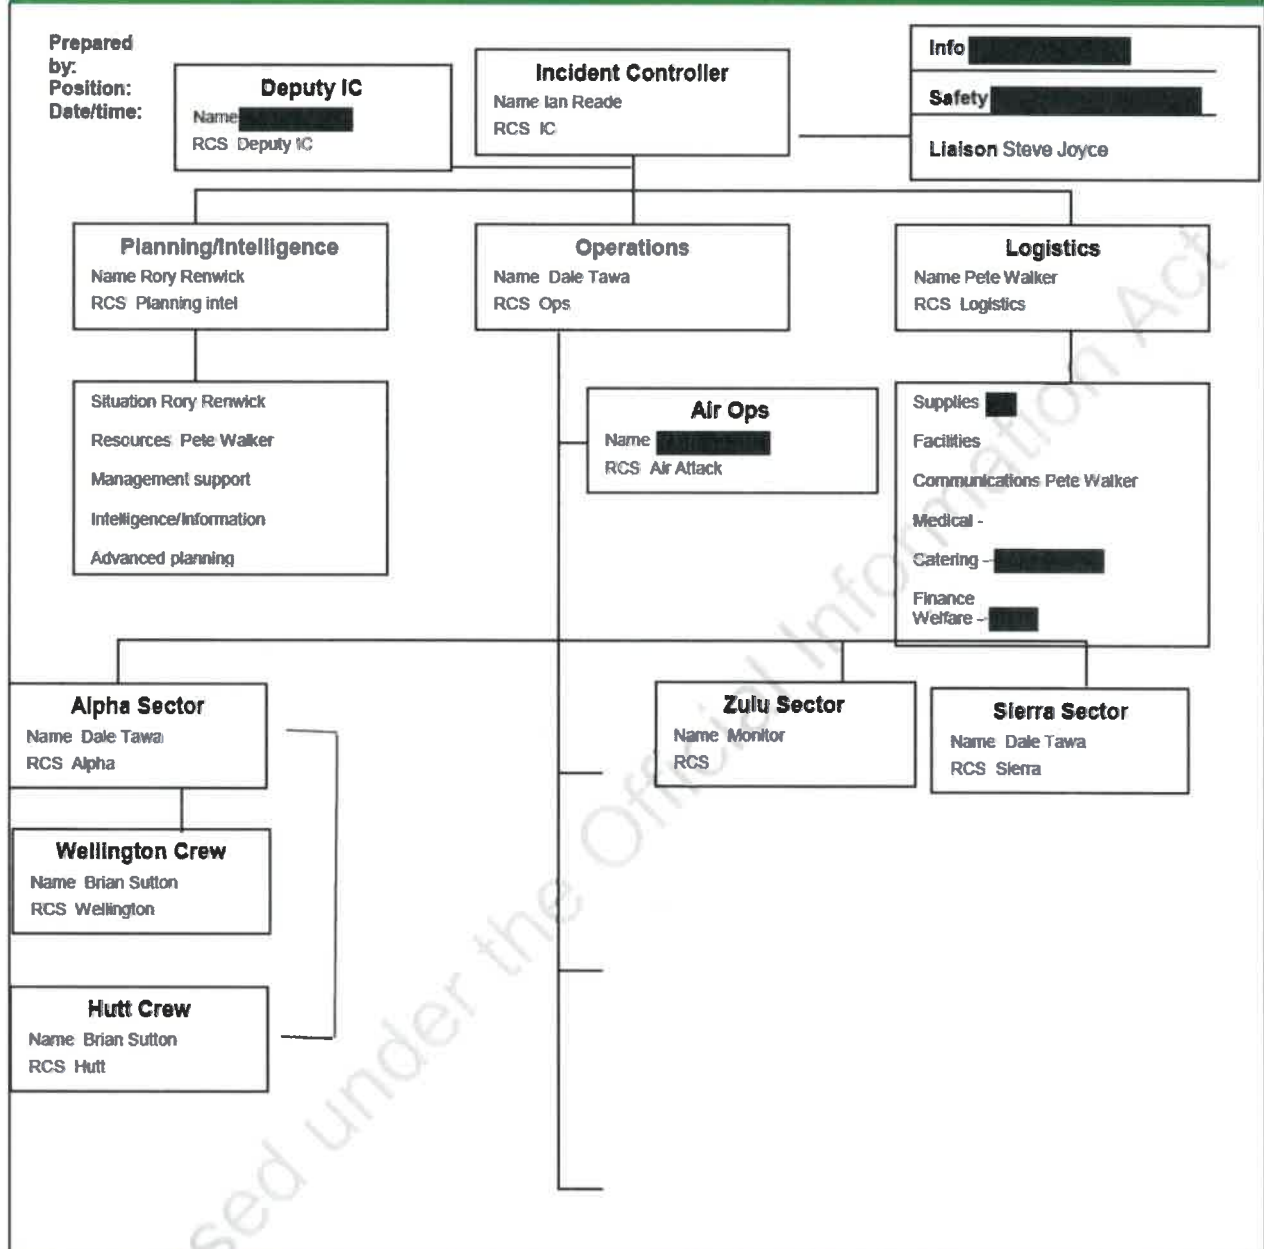 Prepared
by:
Position:
Date/time:
Deputy IC
Name
RCS Deputy IC
Incident Controller
Name Ian Reade
RCS IC
Info
Safety
Liaison Steve Joyce
Planning/Intelligence
Name Rory Renwick
RCS Planning intel
Operations
Name Dale Tawa
RCS Ops
Logistics
Name Pete Walker
RCS Logistics
Situation Rory Renwick
Resources Pete Walker
Management support
Intelligence/Information
Advanced planning
Air Ops
Name
RCS Air Attack
Supplies
Facilities
Communications Pete Walker
Medical -
Catering -
Finance
Welfare -
Alpha Sector
Name Dale Tawa
RCS Alpha
Zulu Sector
Name Monitor
RCS
Sierra Sector
Name Dale Tawa
RCS Sierra
Wellington Crew
Name Brian Sutton
RCS Wellington
Hutt Crew
Name Brian Sutton
RCS Hutt
sed under the Official Information Act